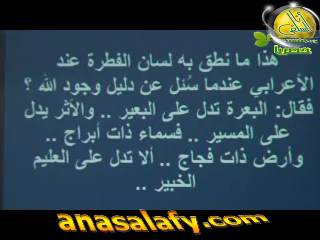 هذا ما نطق به لسان الفطرة عند
الأعرابي عندما سُئل عن دليل وجود الله ؟
فقال: البعرة تدل على البعير .. والأثر يدل
على المسير .. فسماء ذات أبراج ..
وأرض ذات فجاج .. ألا تدل على العليم
الخبير ..
anasalafy.com